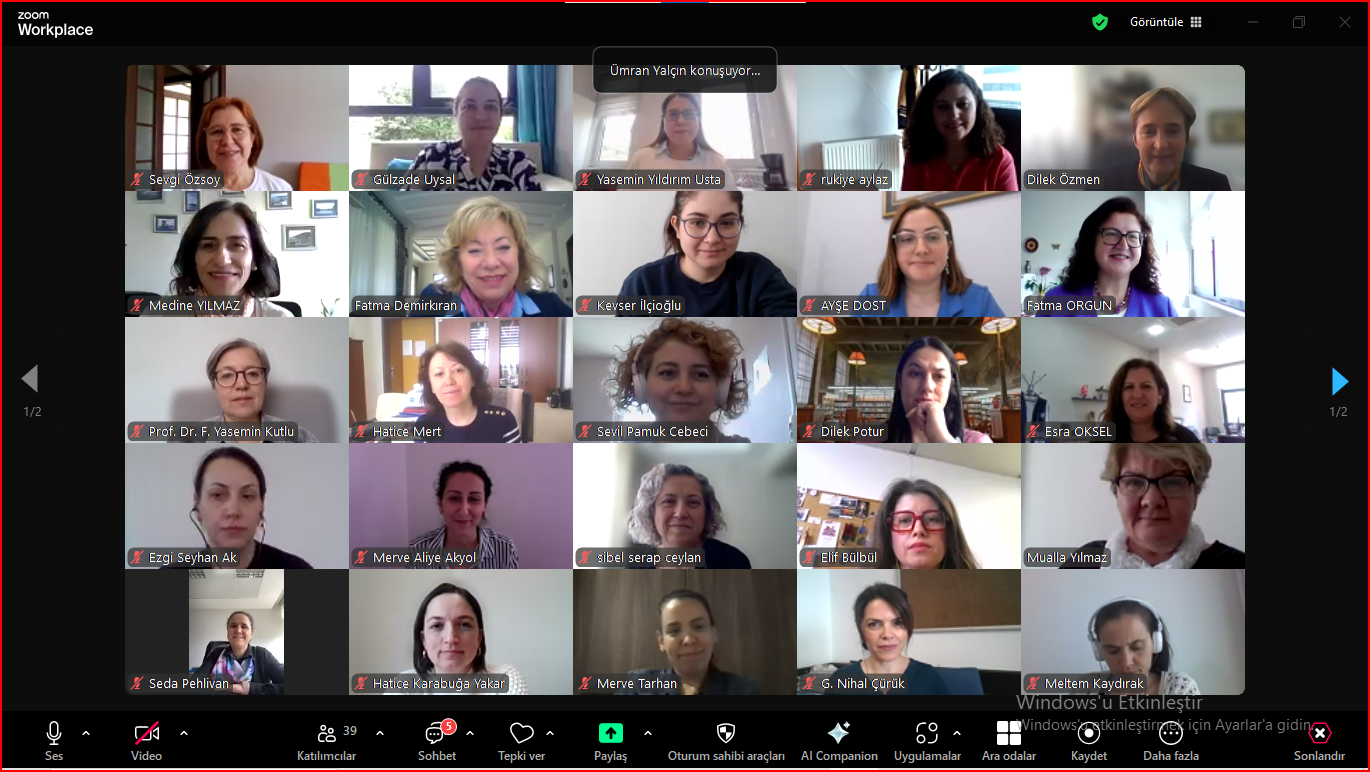 zoom
Workplace
Görüntüle
Ümran Yalçın konuşuyor...
Sevgi Özsoy
Gülzade Uysal
Yasemin Yıldırım Usta
rukiye aylaz
Dilek Özmen
Medine YILMAZ
Fatma Demirkıran
Kevser İlçioğlu
AYŞE DOST
Fatma ORGUN
1/2
1/2
Prof. Dr. F. Yasemin Kutlu
Hatice Mert
Sevil Pamuk Cebeci
Dilek Potur
Esra OKSEL
Ezgi Seyhan Ak
Merve Aliye Akyol
sibel serap ceylan
Elif Bülbül
Mualla Yılmaz
Seda Pehlivan
Hatice Karabuğa Yakar
Merve Tarhan
G. Nihal Çürük
Meltem Kaydırak
Windows'u Etkinleştir
Windows'u etkinleştirmek için Ayarlar'a gidin.
39
5
Ses
Video
Katılımcılar
Sohbet
Tepki ver
Paylaş
Oturum sahibi araçları
AI Companion
Uygulamalar
Ara odalar
Kaydet
Daha fazla
Sonlandır